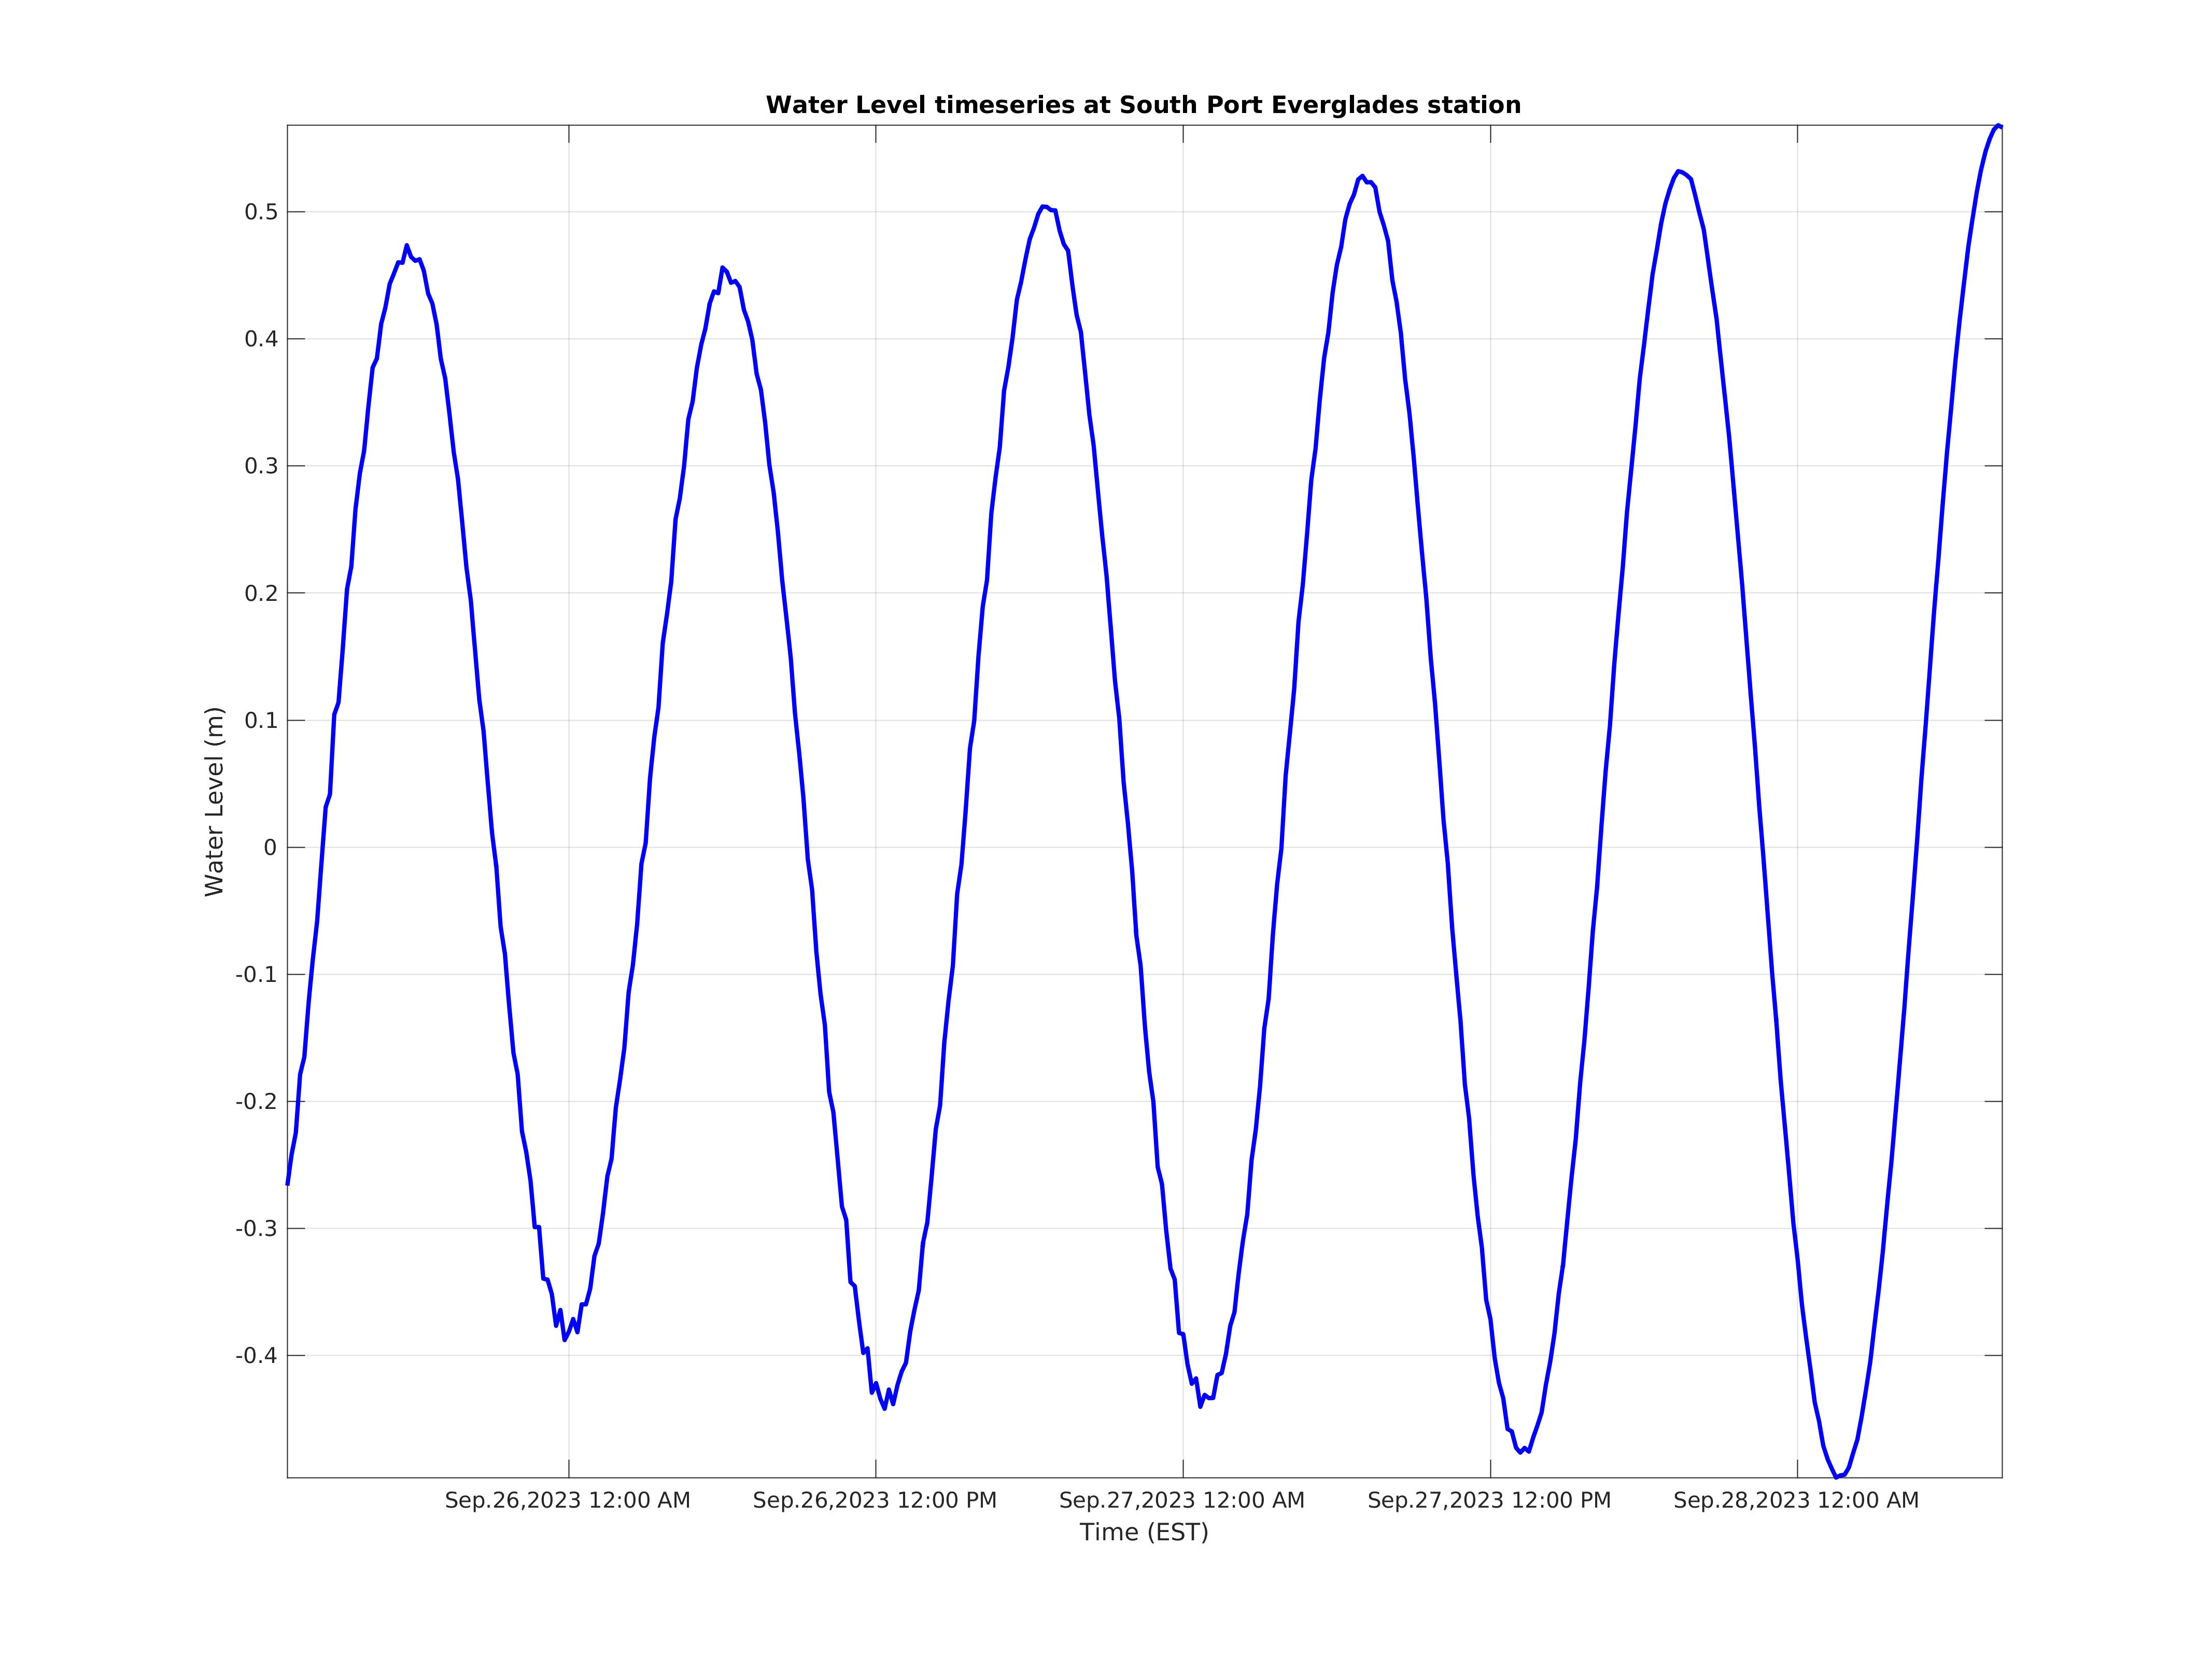 Water Level timeseries at South Port Everglades station
0.5
0.4
0.3
0.2
0.1
0
-0.1
-0.2
-0.3
-0.4
Water Level (m)
Sep.26,2023 12:00 AM
Sep.26,2023 12:00 PM
Sep.27,2023 12:00 AM
Sep.27,2023 12:00 PM
Sep.28,2023 12:00 AM
Time (EST)